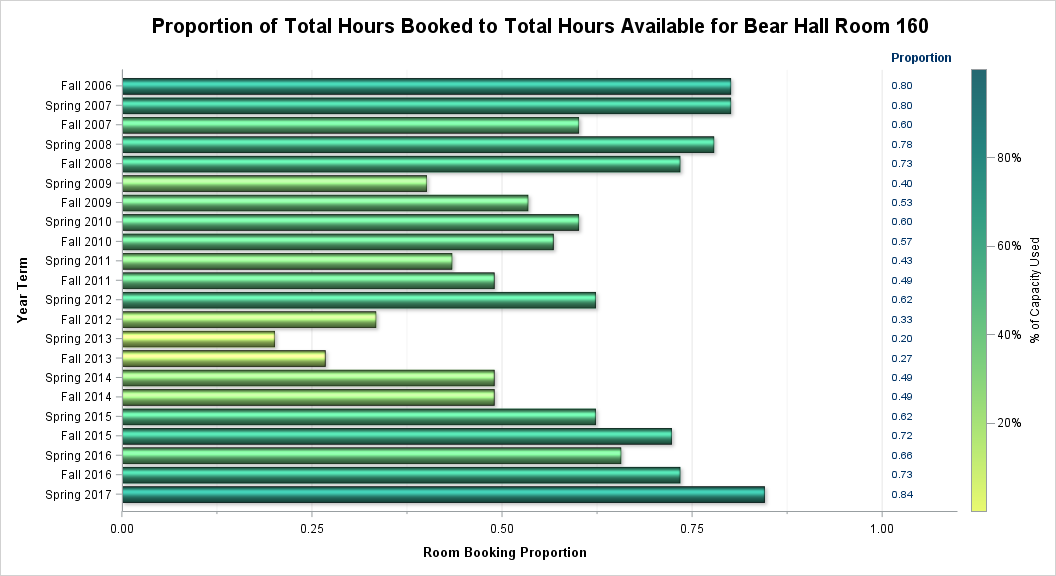 Proportion of Total Hours Booked to Total Hours Available for Bear Hall Room 160
Proportion
Fall 2006 0.80
Spring 2007 0.80
Fall 2007 0.60
Spring 2008 0.78
Fall 2008 0.73
Spring 2009 0.40
Fall 2009 0.53
Spring 2010 0.60
Fall 2010 0.57
Spring 2011 0.43
Fall 2011 0.49
Spring 2012 0.62
Fall 2012 0.33
Spring 2013 0.20
Fall 2013 0.27
Spring 2014 0.49
Fall 2014 0.49
Spring 2015 0.62
Fall 2015 0.72
Spring 2016 0.66
Fall 2016 0.73
Spring 2017 0.84
Year Term
0.00 0.25 0.50 0.75 1.00
Room Booking Proportion
80%
60%
40%
20%
% of Capacity Used